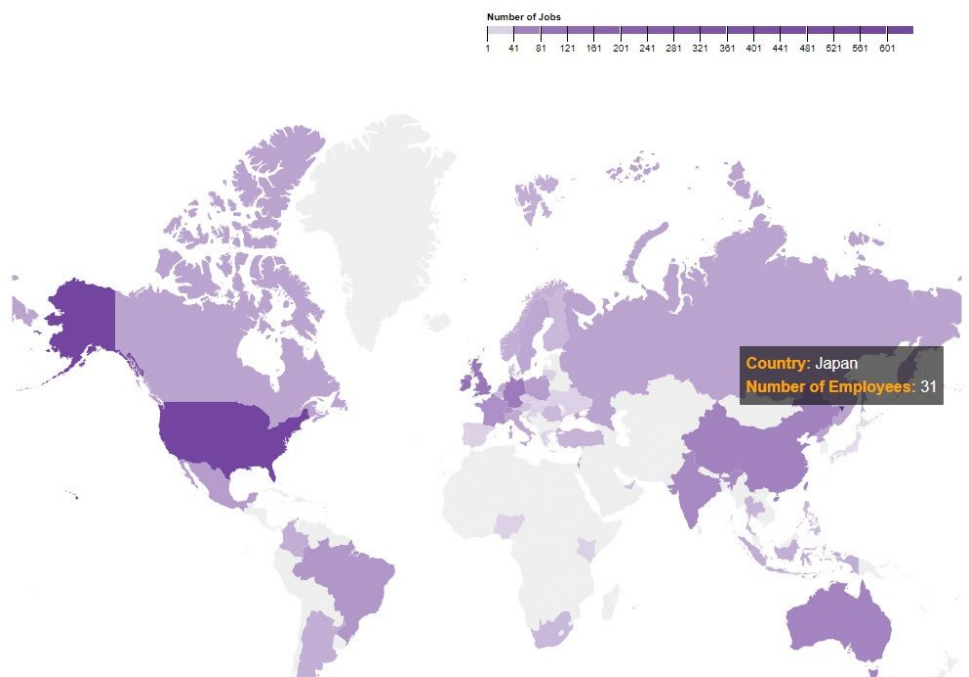 Number of Jobs
1 41 81 121 161 201 241 281 321 361 401 441 481 521 561 601
Country: Japan
Number of Employees: 31